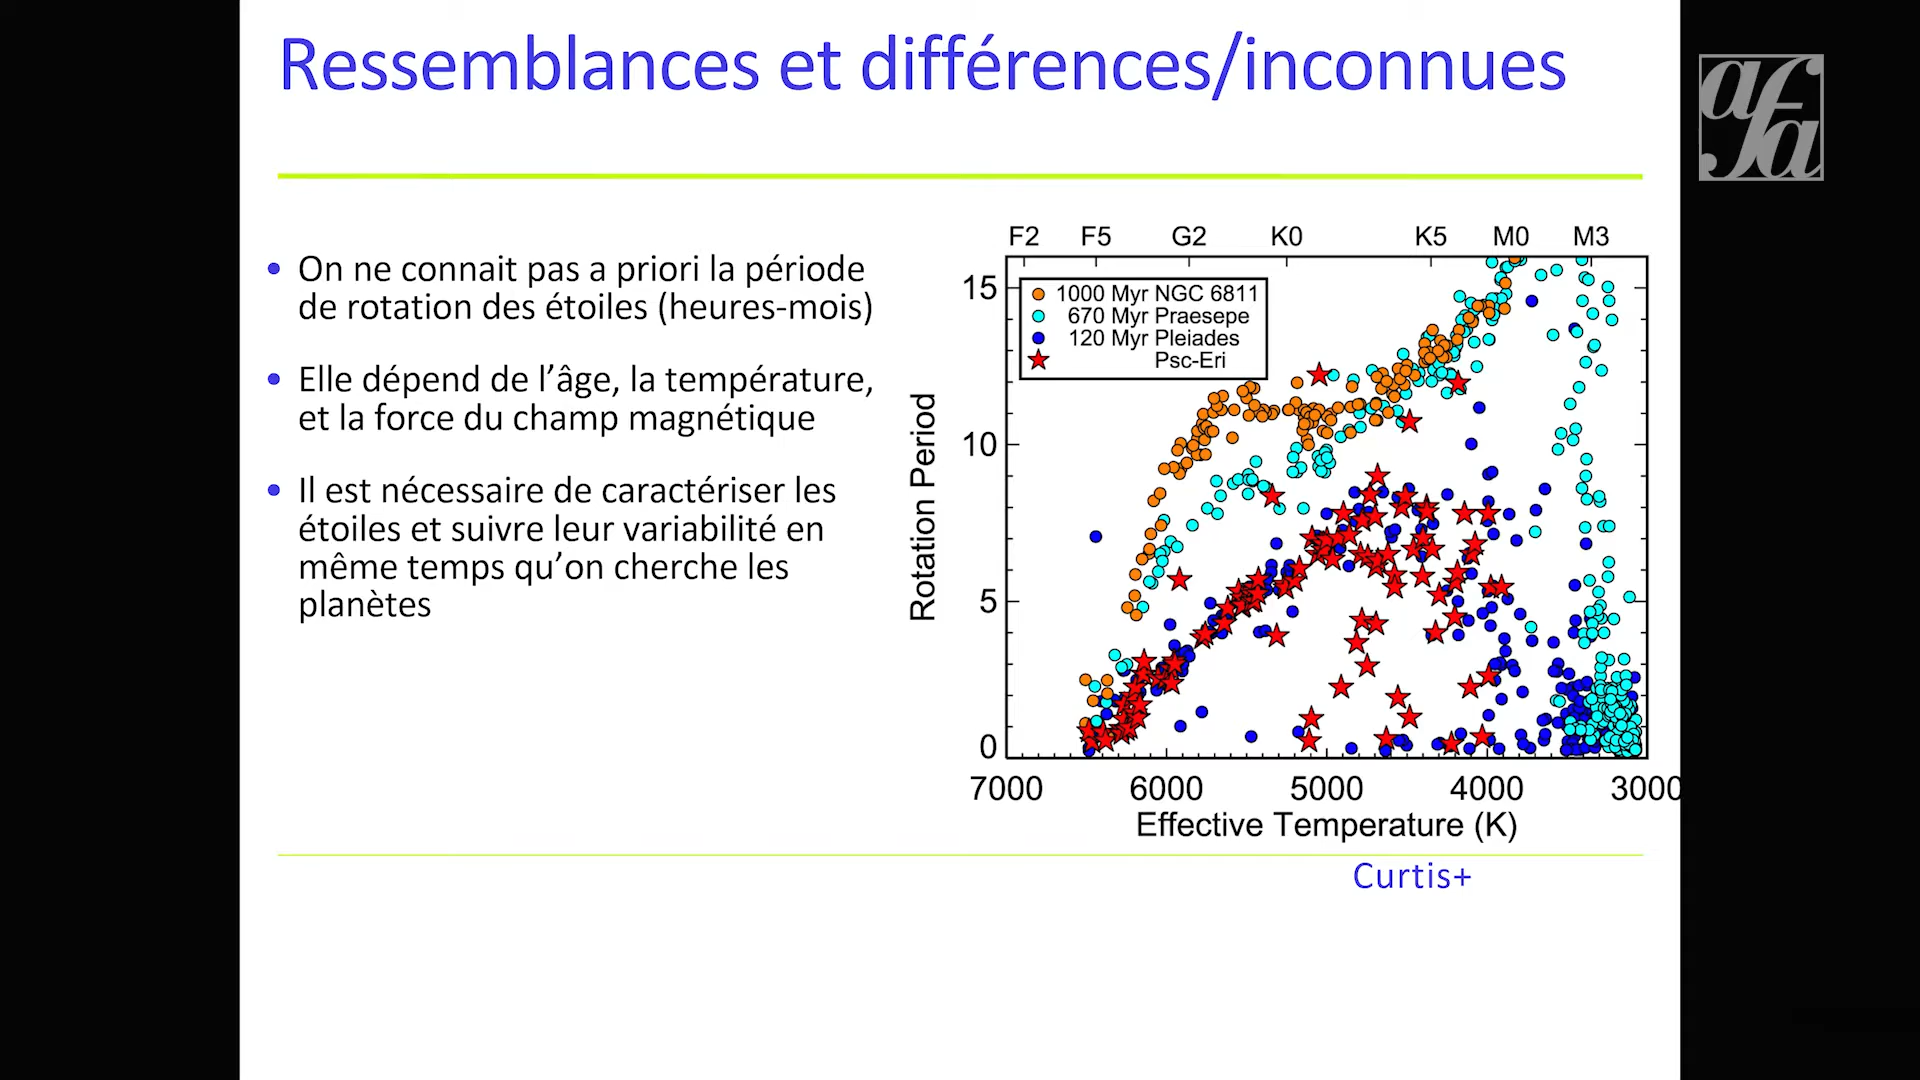 Ressemblances et différences/inconnues
afa
• On ne connait pas a priori la période
de rotation des étoiles (heures-mois)
• Elle dépend de l’âge, la température,
et la force du champ magnétique
• Il est nécessaire de caractériser les
étoiles et suivre leur variabilité en
même temps qu’on cherche les
planètes
F2 F5 G2 K0 K5 M0 M3
1000 Myr NGC 6811
670 Myr Praesepe
120 Myr Pleiades
Psc-Eri
15
10
5
0
Rotation Period
7000 6000 5000 4000 3000
Effective Temperature (K)
Curtis+